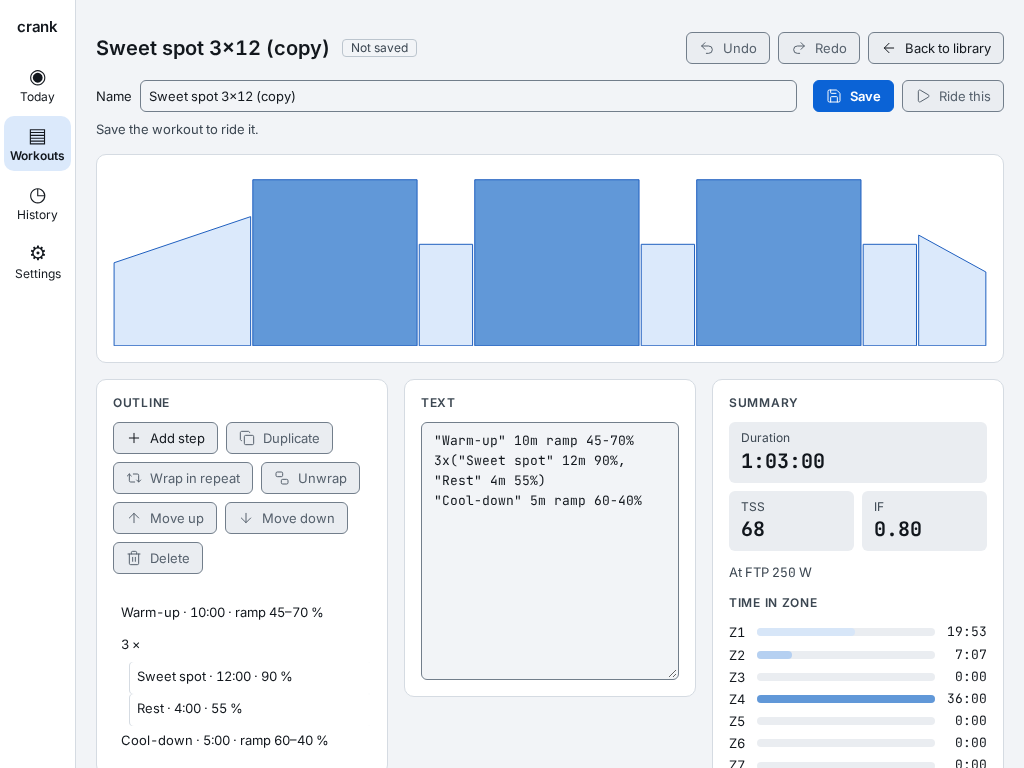 crank
Today
Workouts
History
Settings
Sweet spot 3×12 (copy)
Not saved
Undo
Redo
Back to library
Name
Sweet spot 3×12 (copy)
Save
Ride this
Save the workout to ride it.
OUTLINE
Add step
Duplicate
Wrap in repeat
Unwrap
Move up
Move down
Delete
Warm-up · 10:00 · ramp 45–70 %
3 ×
Sweet spot · 12:00 · 90 %
Rest · 4:00 · 55 %
Cool-down · 5:00 · ramp 60–40 %
TEXT
"Warm-up" 10m ramp 45-70%
3x("Sweet spot" 12m 90%,
"Rest" 4m 55%)
"Cool-down" 5m ramp 60-40%
SUMMARY
Duration
1:03:00
TSS
68
IF
0.80
At FTP 250 W
TIME IN ZONE
Z1 19:53
Z2 7:07
Z3 0:00
Z4 36:00
Z5 0:00
Z6 0:00
Z7 0:00